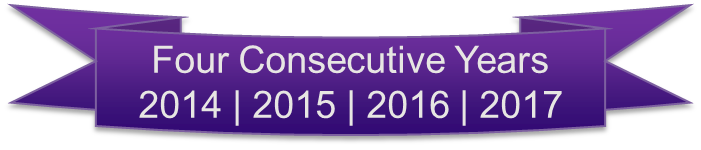 Four Consecutive Years
2014 | 2015 | 2016 | 2017